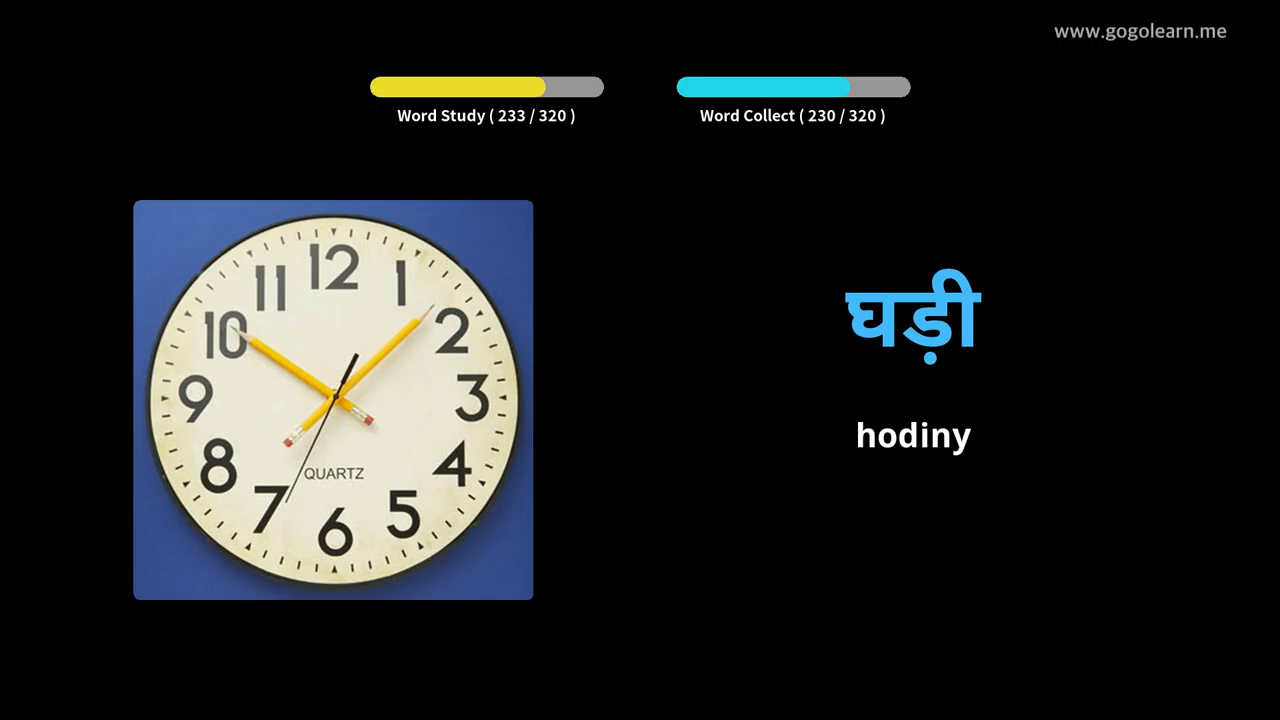 www.gogolearn.me
Word Study ( 233 / 320 )
Word Collect ( 230 / 320 )
12
11
1
10
2
9
3
8
4
QUARTZ
7
5
6
घड़ी
hodiny